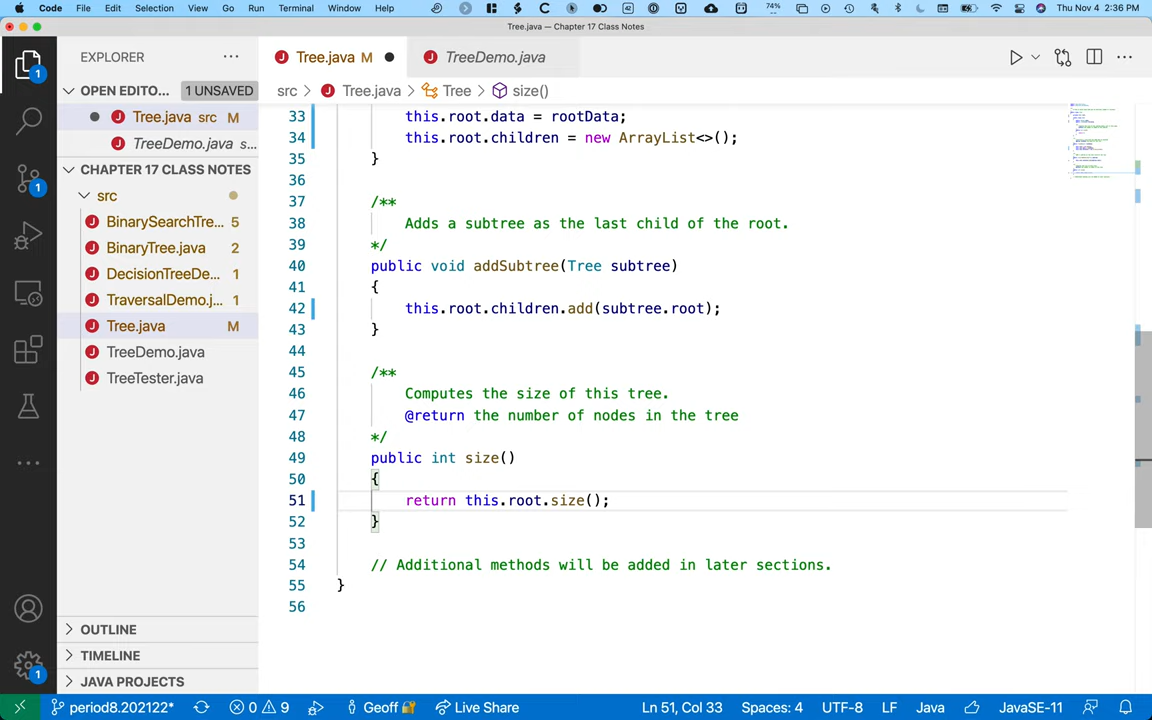 Code File Edit Selection View Go Run Terminal Window Help 74% Thu Nov 4 2:36 PM
Tree.java — Chapter 17 Class Notes
EXPLORER ...
J Tree.java M
J TreeDemo.java
OPEN EDITO... 1 UNSAVED
src > J Tree.java > Tree > size()
J Tree.java src M
J TreeDemo.java s...
CHAPTER 17 CLASS NOTES
src
J BinarySearchTre... 5
J BinaryTree.java 2
J DecisionTreeDe... 1
J TraversalDemo.j... 1
J Tree.java M
J TreeDemo.java
J TreeTester.java
OUTLINE
TIMELINE
JAVA PROJECTS
33 this.root.data = rootData;
34 this.root.children = new ArrayList<>();
35 }
36
37 /**
38 Adds a subtree as the last child of the root.
39 */
40 public void addSubtree(Tree subtree)
41 {
42 this.root.children.add(subtree.root);
43 }
44
45 /**
46 Computes the size of this tree.
47 @return the number of nodes in the tree
48 */
49 public int size()
50 {
51 return this.root.size();
52 }
53
54 // Additional methods will be added in later sections.
55 }
56
1
1
1
period8.202122* 0 9 Geoff Live Share Ln 51, Col 33 Spaces: 4 UTF-8 LF Java JavaSE-11